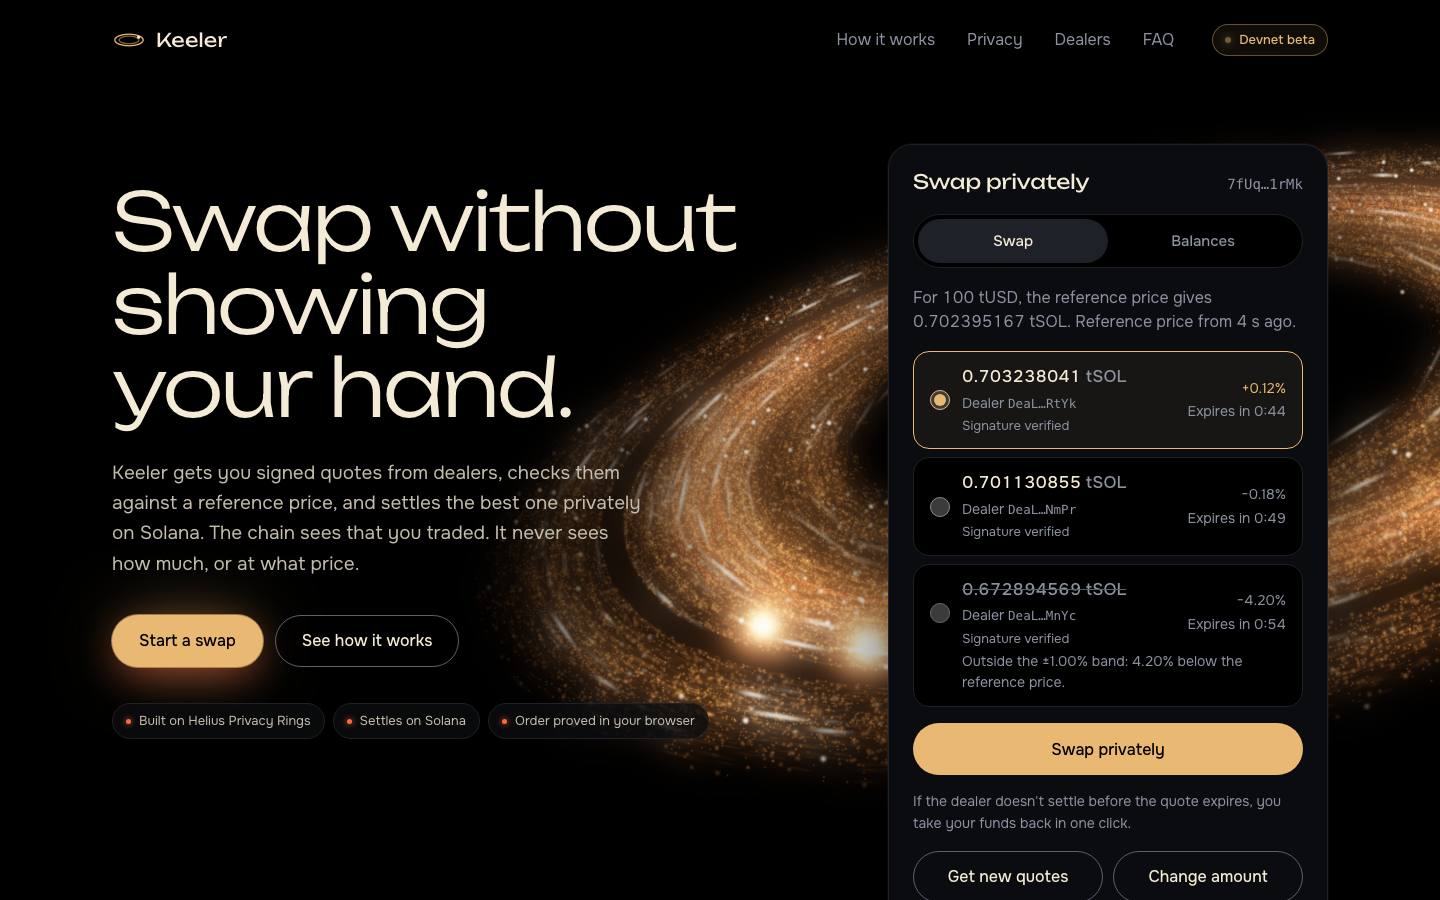 Keeler
How it works
Privacy
Dealers
FAQ
Devnet beta
Swap without
showing
your hand.
Keeler gets you signed quotes from dealers, checks them
against a reference price, and settles the best one privately
on Solana. The chain sees that you traded. It never sees
how much, or at what price.
Start a swap
See how it works
Built on Helius Privacy Rings
Settles on Solana
Order proved in your browser
Swap privately
7fUq…1rMk
Swap
Balances
For 100 tUSD, the reference price gives
0.702395167 tSOL. Reference price from 4 s ago.
0.703238041 tSOL
Dealer DeaL…RtYk
Signature verified
+0.12%
Expires in 0:44
0.701130855 tSOL
Dealer DeaL…NmPr
Signature verified
−0.18%
Expires in 0:49
0.672894569 tSOL
Dealer DeaL…MnYc
Signature verified
−4.20%
Expires in 0:54
Outside the ±1.00% band: 4.20% below the
reference price.
Swap privately
If the dealer doesn't settle before the quote expires, you
take your funds back in one click.
Get new quotes
Change amount